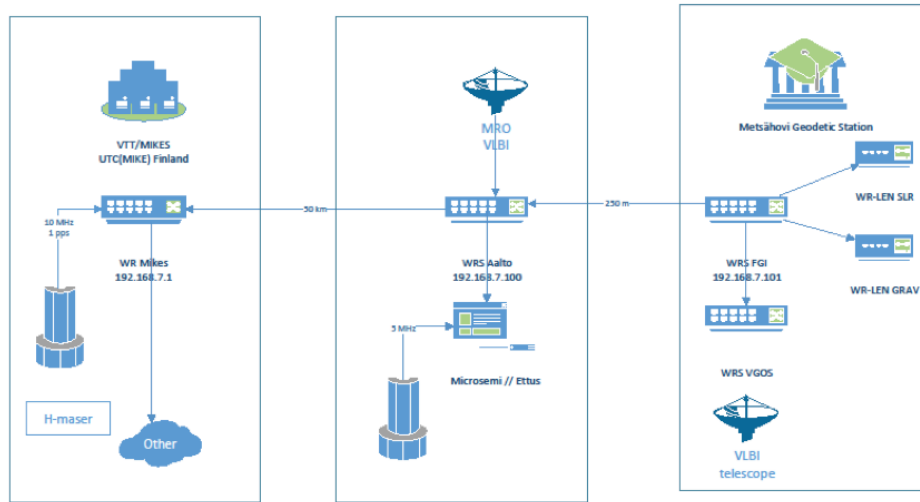 VTT/MIKES
UTC(MIKE) Finland
10 MHz
1 pps
WR Mikes
192.168.7.1
H-maser
Other
50 km
MRO
VLBI
WRS Aalto
192.168.7.100
5 MHz
Microsemi // Ettus
250 m
Metsähovi Geodetic Station
WR-LEN SLR
WRS FGI
192.168.7.101
WR-LEN GRAV
WRS VGOS
VLBI
telescope